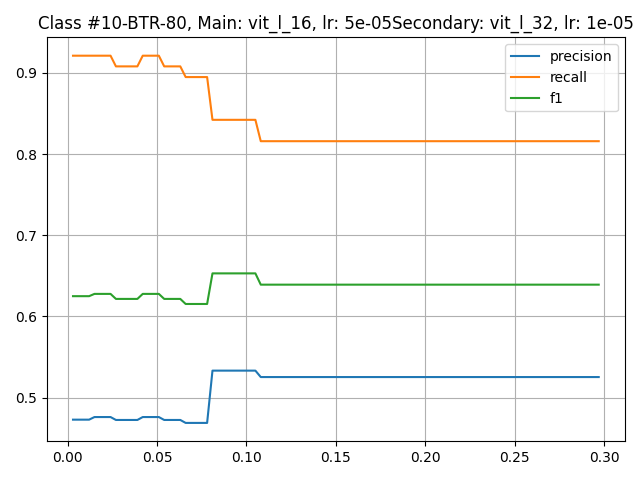 Class #10-BTR-80, Main: vit_l_16, lr: 5e-05Secondary: vit_l_32, lr: 1e-05
precision
recall
f1
0.9
0.8
0.7
0.6
0.5
0.00 0.05 0.10 0.15 0.20 0.25 0.30